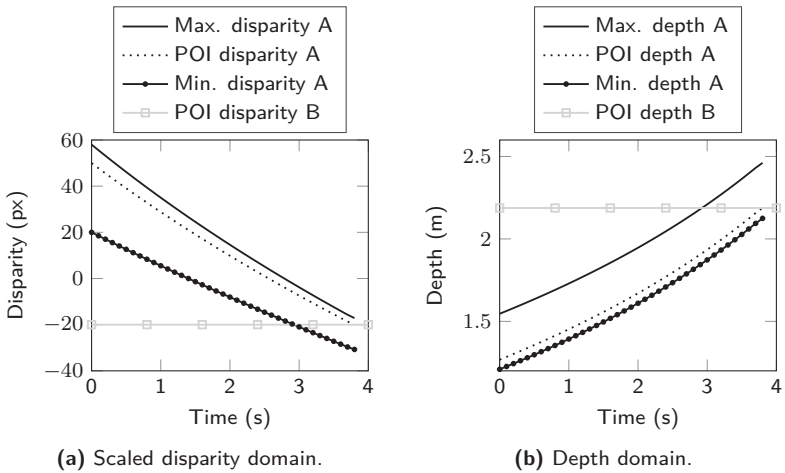 Max. disparity A
POI disparity A
Min. disparity A
POI disparity B
60
40
20
0
−20
−40
0
1
2
3
4
Disparity (px)
Time (s)
(a) Scaled disparity domain.
Max. depth A
POI depth A
Min. depth A
POI depth B
2.5
2
1.5
0
1
2
3
4
Depth (m)
Time (s)
(b) Depth domain.